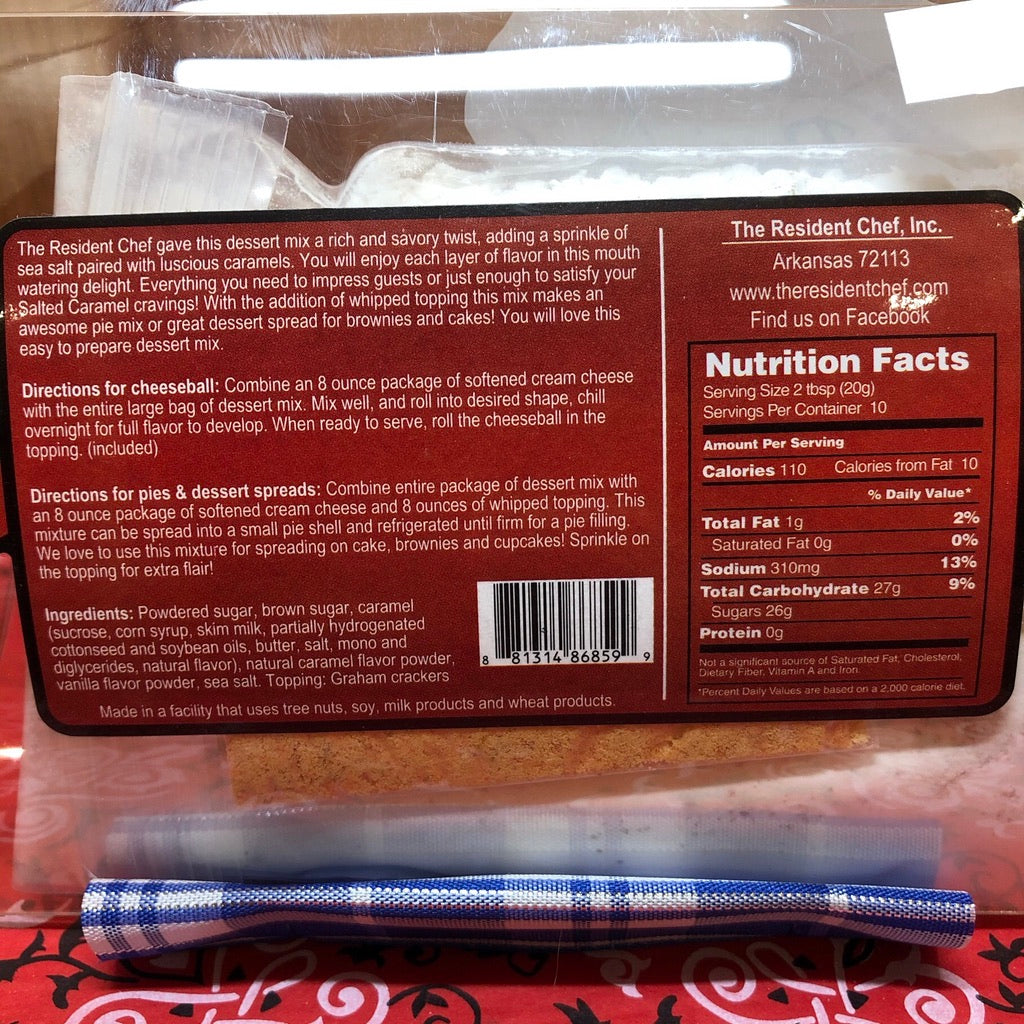 The Resident Chef gave this dessert mix a rich and savory twist, adding a sprinkle of
sea salt paired with luscious caramels. You will enjoy each layer of flavor in this mouth
watering delight. Everything you need to impress guests or just enough to satisfy your
Salted Caramel cravings! With the addition of whipped topping this mix makes an
awesome pie mix or great dessert spread for brownies and cakes! You will love this
easy to prepare dessert mix.
Directions for cheeseball: Combine an 8 ounce package of softened cream cheese
with the entire large bag of dessert mix. Mix well, and roll into desired shape, chill
overnight for full flavor to develop. When ready to serve, roll the cheeseball in the
topping. (included)
Directions for pies & dessert spreads: Combine entire package of dessert mix with
an 8 ounce package of softened cream cheese and 8 ounces of whipped topping. This
mixture can be spread into a small pie shell and refrigerated until firm for a pie filling.
We love to use this mixture for spreading on cake, brownies and cupcakes! Sprinkle on
the topping for extra flair!
Ingredients: Powdered sugar, brown sugar, caramel
(sucrose, corn syrup, skim milk, partially hydrogenated
cottonseed and soybean oils, butter, salt, mono and
diglycerides, natural flavor), natural caramel flavor powder,
vanilla flavor powder, sea salt. Topping: Graham crackers
Made in a facility that uses tree nuts, soy, milk products and wheat products.
8 81314 86859 9
The Resident Chef, Inc.
Arkansas 72113
www.theresidentchef.com
Find us on Facebook
Nutrition Facts
Serving Size 2 tbsp (20g)
Servings Per Container 10
Amount Per Serving
Calories 110 Calories from Fat 10
% Daily Value*
Total Fat 1g 2%
Saturated Fat 0g 0%
Sodium 310mg 13%
Total Carbohydrate 27g 9%
Sugars 26g
Protein 0g
Not a significant source of Saturated Fat, Cholesterol,
Dietary Fiber, Vitamin A and Iron.
*Percent Daily Values are based on a 2,000 calorie diet.